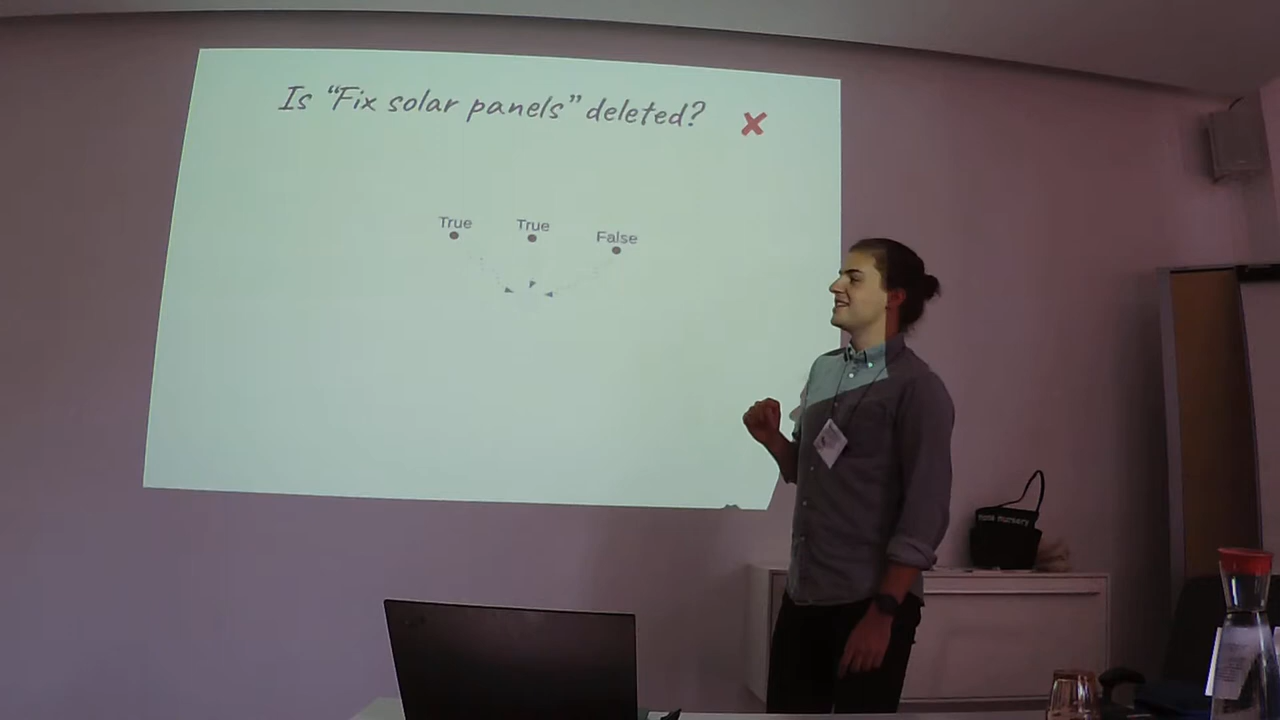 Is “Fix solar panels” deleted?
True
True
False